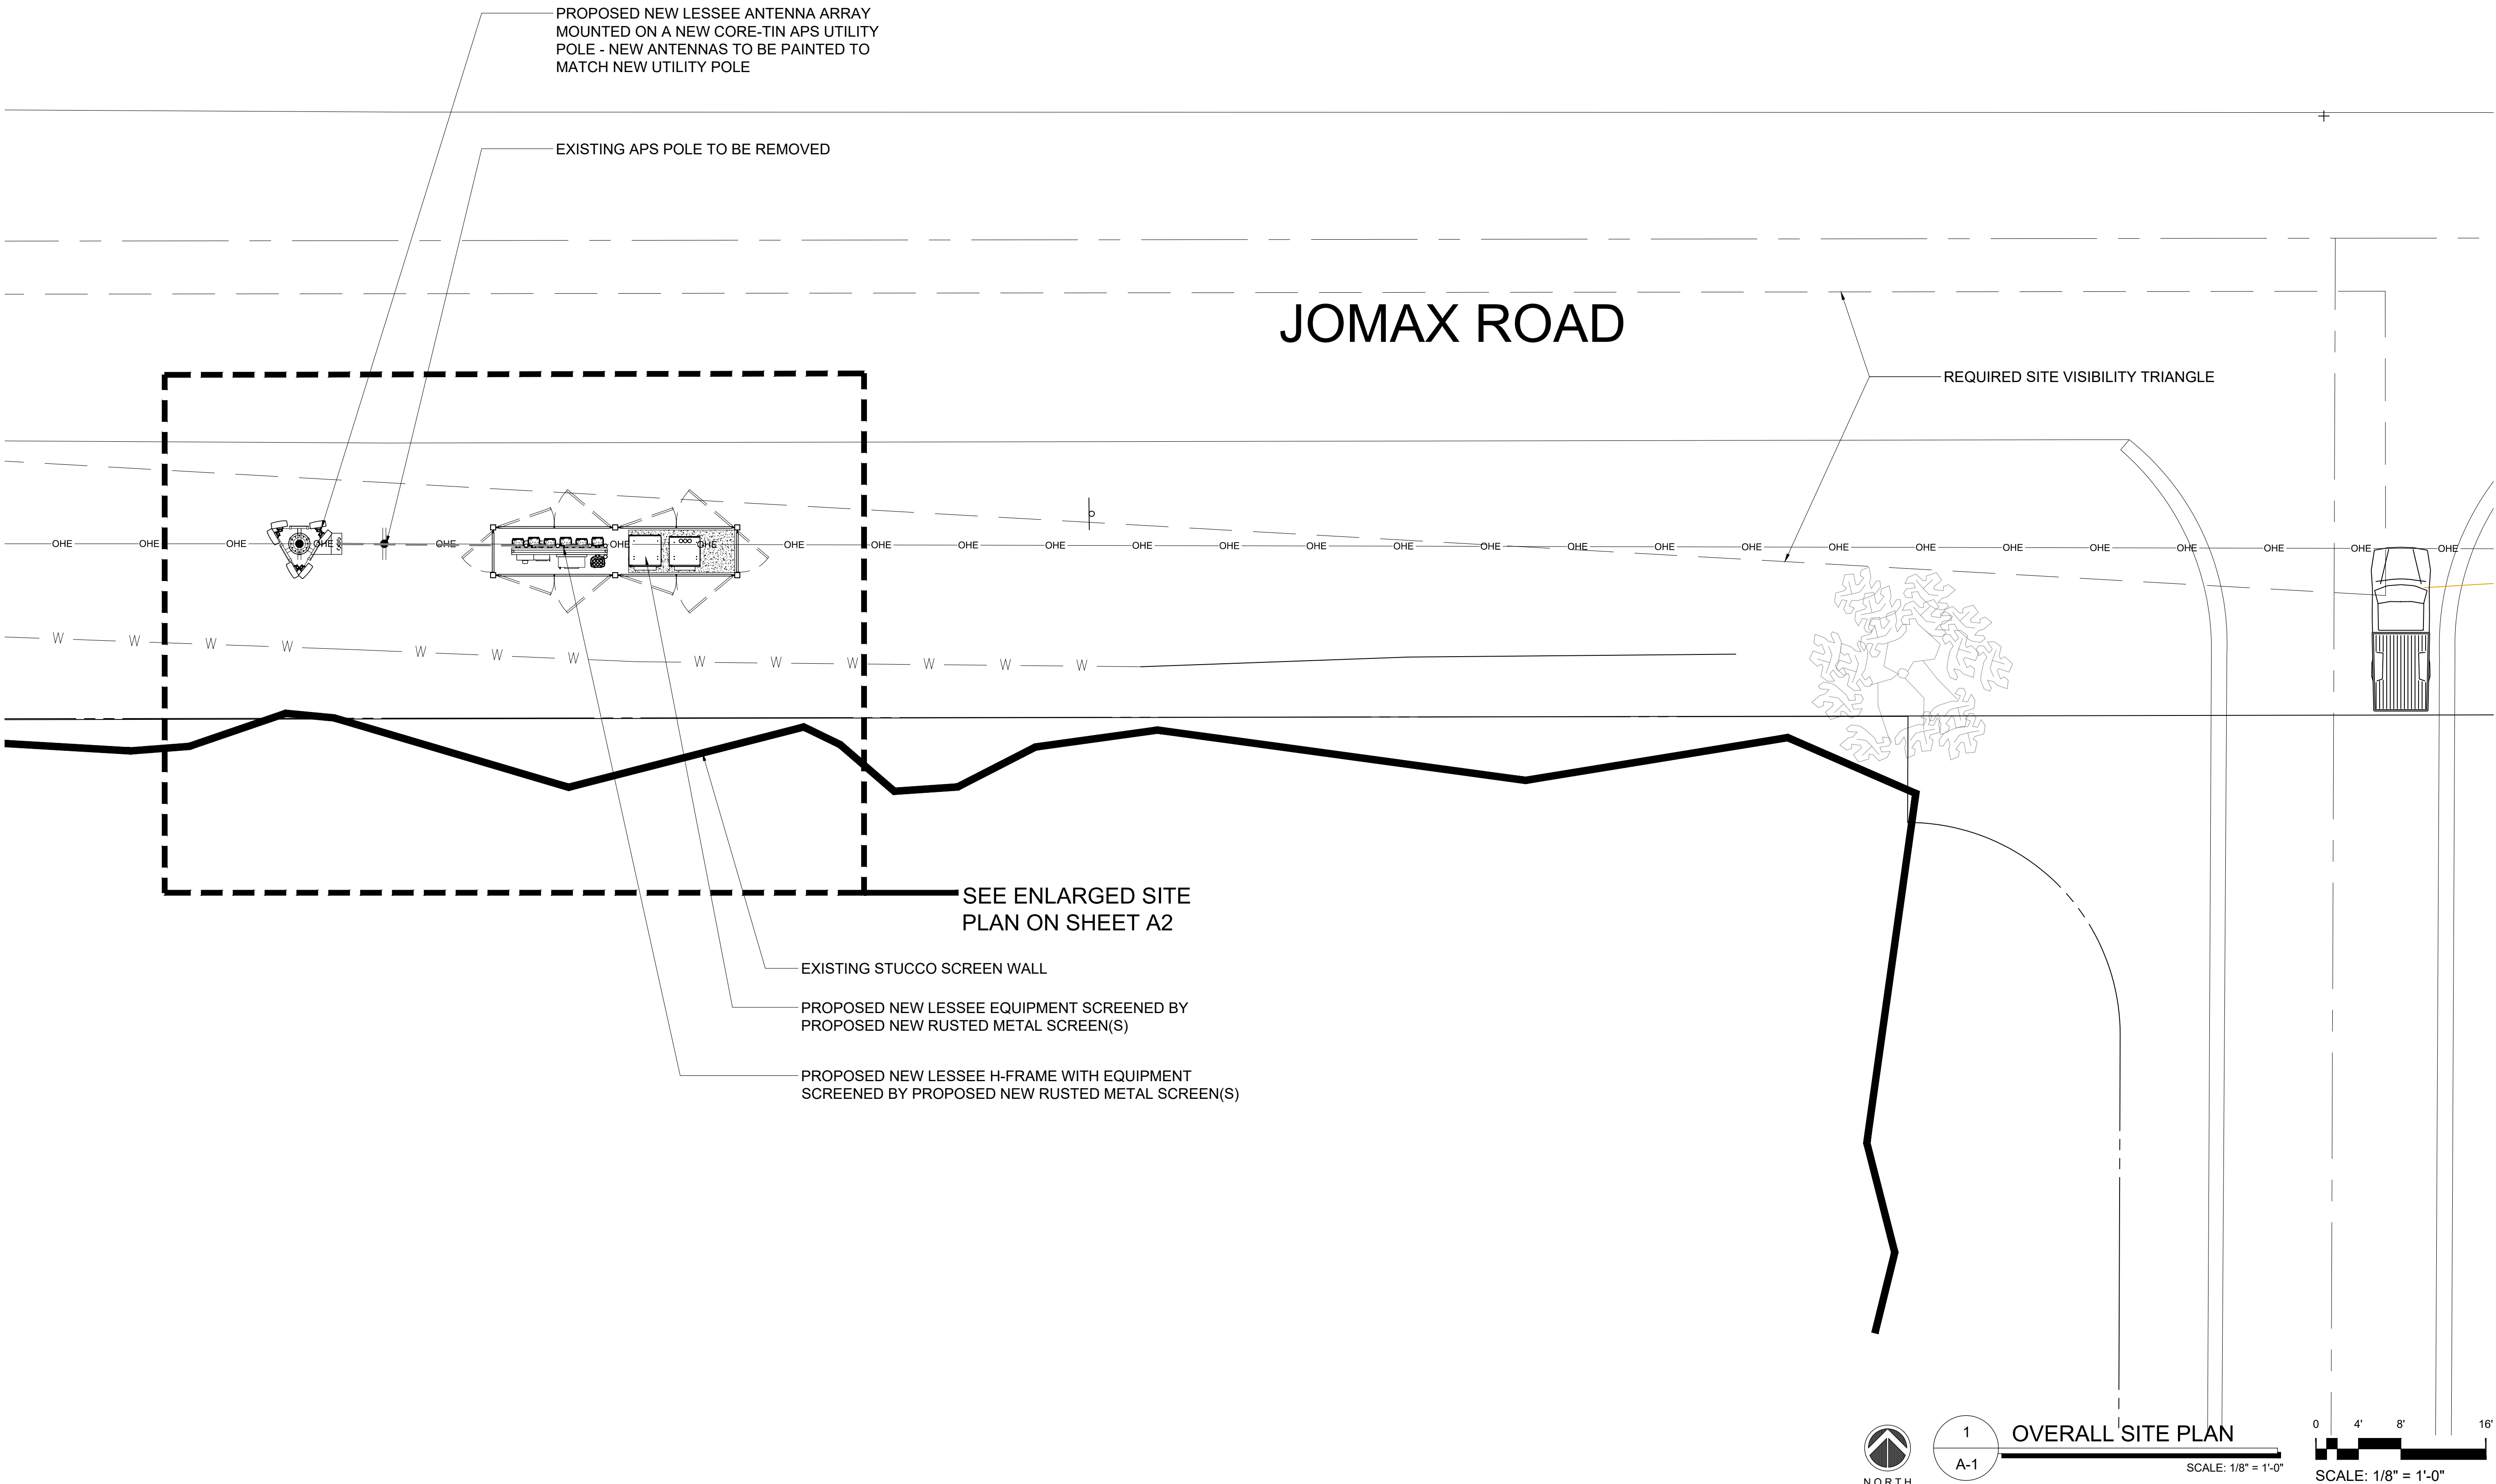 PROPOSED NEW LESSEE ANTENNA ARRAY
MOUNTED ON A NEW CORE-TIN APS UTILITY
POLE - NEW ANTENNAS TO BE PAINTED TO
MATCH NEW UTILITY POLE
EXISTING APS POLE TO BE REMOVED
JOMAX ROAD
REQUIRED SITE VISIBILITY TRIANGLE
OHE OHE OHE OHE OHE OHE OHE OHE OHE OHE OHE OHE OHE OHE OHE OHE OHE OHE OHE OHE OHE OHE OHE OHE OHE OHE OHE OHE
W W W W W W W W W W W W W
SEE ENLARGED SITE
PLAN ON SHEET A2
EXISTING STUCCO SCREEN WALL
PROPOSED NEW LESSEE EQUIPMENT SCREENED BY
PROPOSED NEW RUSTED METAL SCREEN(S)
PROPOSED NEW LESSEE H-FRAME WITH EQUIPMENT
SCREENED BY PROPOSED NEW RUSTED METAL SCREEN(S)
NORTH
1
A-1
OVERALL SITE PLAN
SCALE: 1/8" = 1'-0"
0 4' 8' 16'
SCALE: 1/8" = 1'-0"